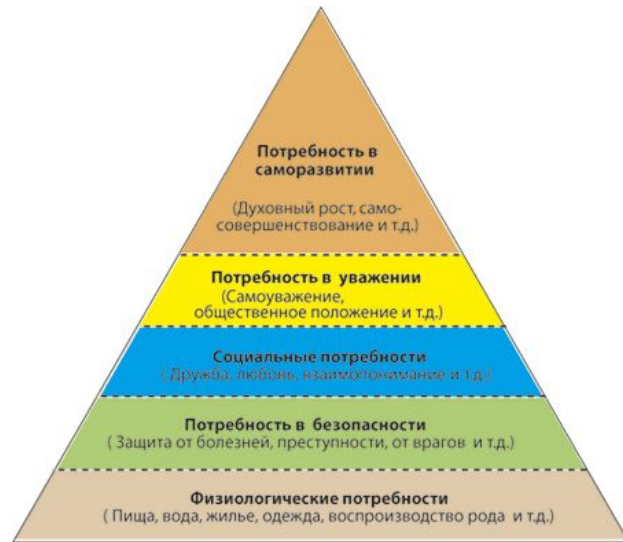 Потребность в
саморазвитии
(Духовный рост, само-
совершенствование и т.д.)
Потребность в уважении
(Самоуважение,
общественное положение и т.д.)
Социальные потребности
( Дружба, любовь, взаимопонимание и т.д.)
Потребность в безопасности
( Защита от болезней, преступности, от врагов и т.д.)
Физиологические потребности
( Пища, вода, жилье, одежда, воспроизводство рода и т.д.)